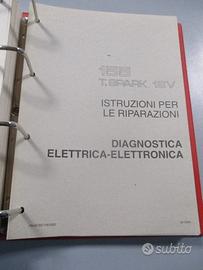 155
T.SPARK 16V
ISTRUZIONI PER
LE RIPARAZIONI
DIAGNOSTICA
ELETTRICA-ELETTRONICA
subito